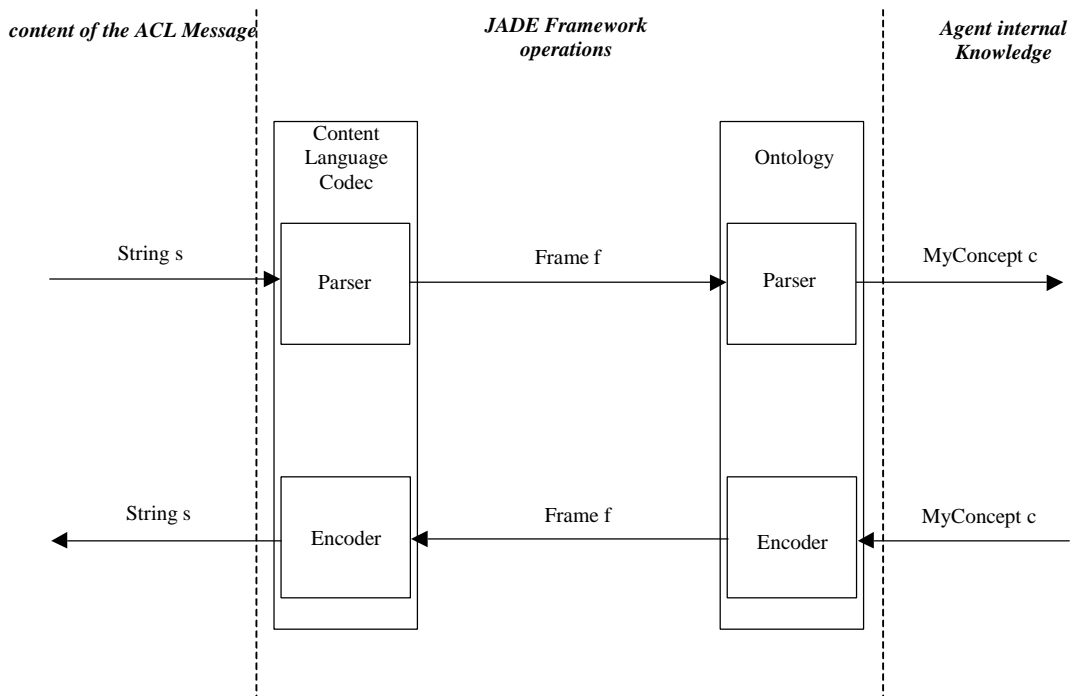 content of the ACL Message
JADE Framework
operations
Agent internal
Knowledge
Content
Language
Codec
Ontology
String s
Parser
Frame f
Parser
MyConcept c
String s
Encoder
Frame f
Encoder
MyConcept c